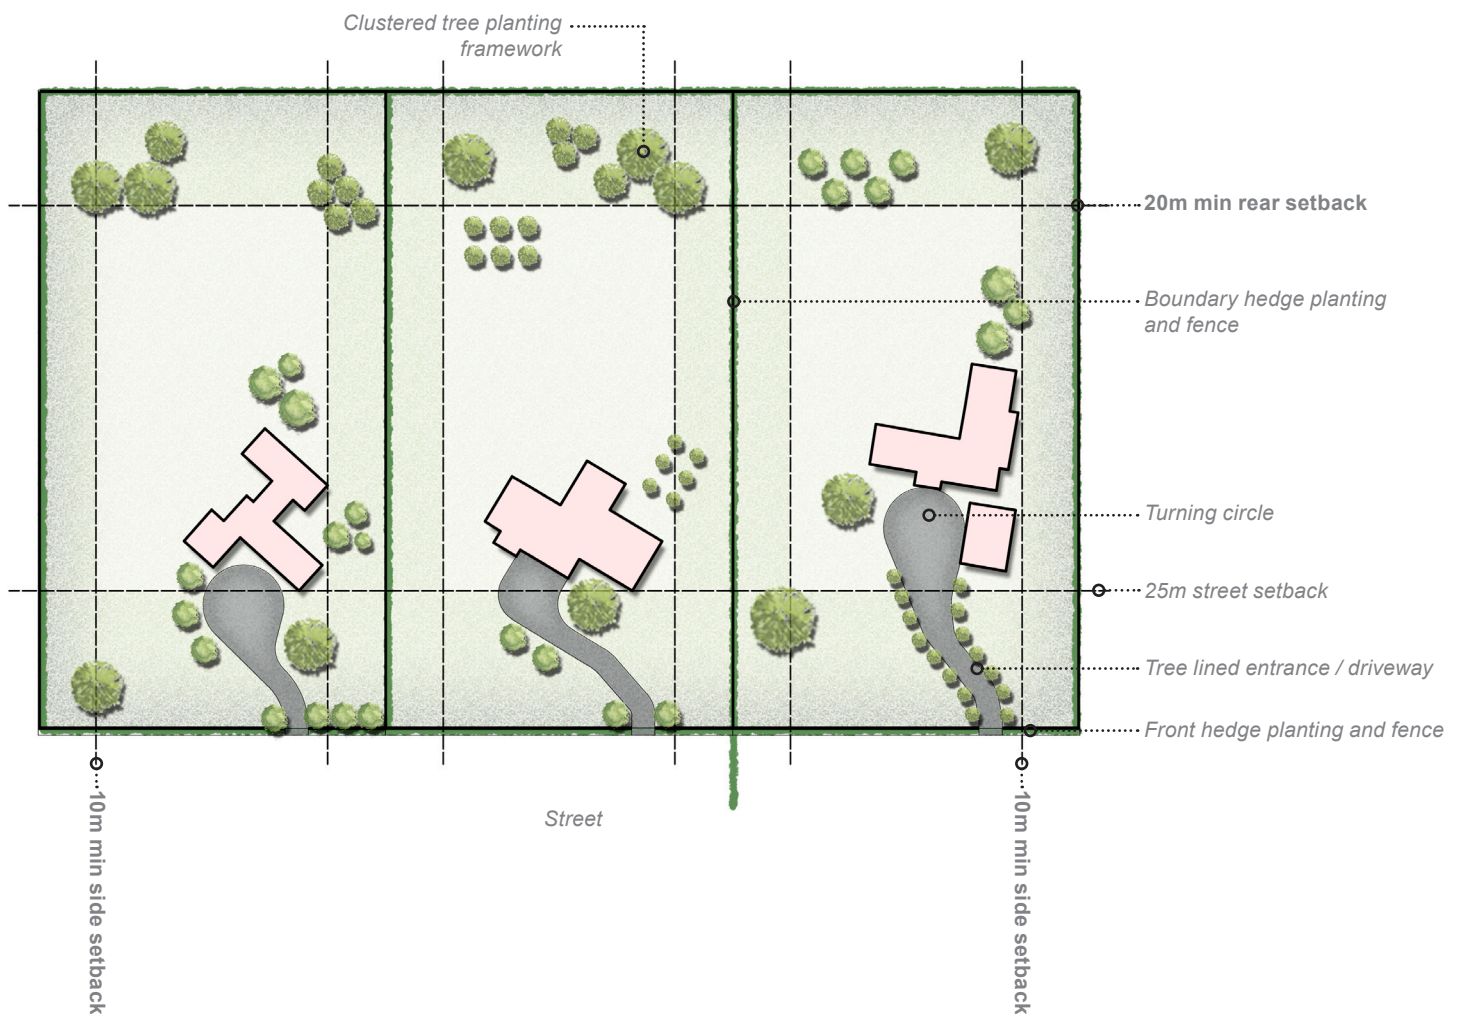 Clustered tree planting
framework
20m min rear setback
Boundary hedge planting
and fence
Turning circle
25m street setback
Tree lined entrance / driveway
Front hedge planting and fence
Street
10m min side setback
10m min side setback